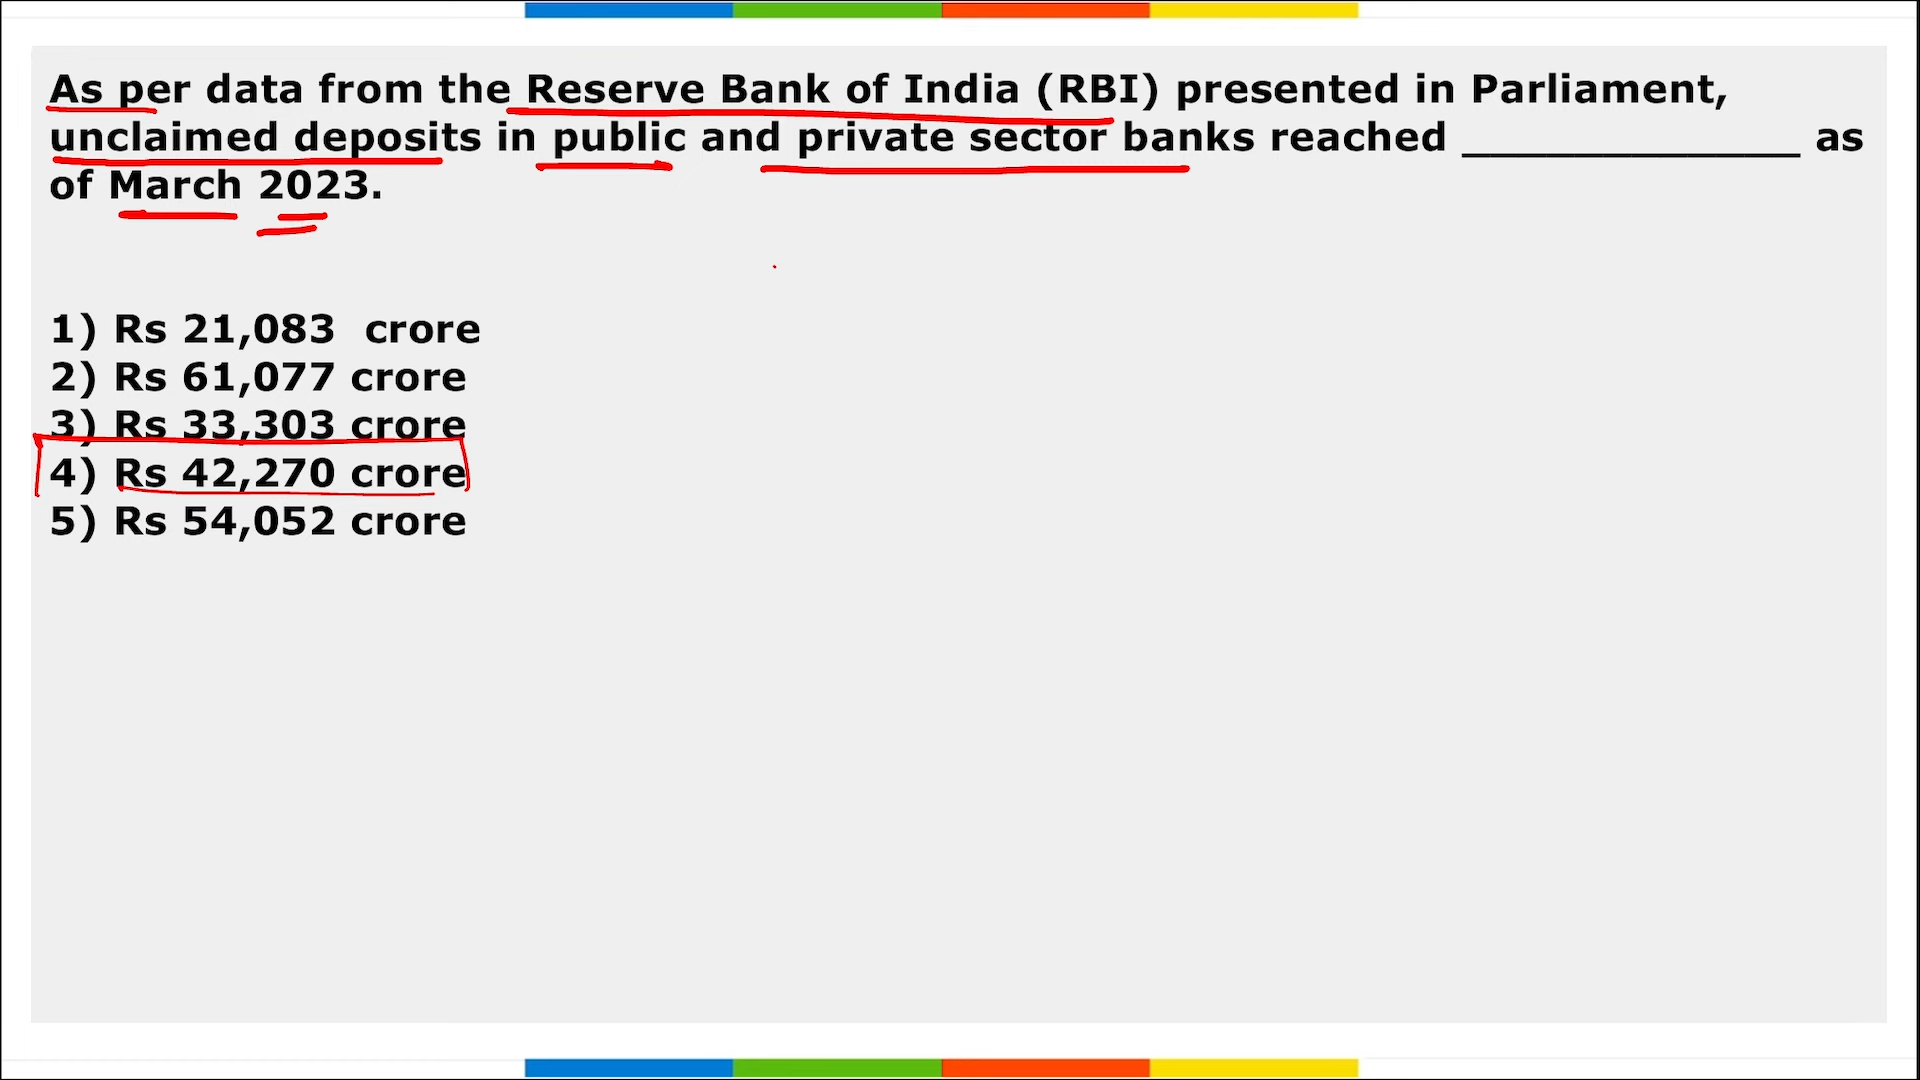 As per data from the Reserve Bank of India (RBI) presented in Parliament,
unclaimed deposits in public and private sector banks reached ______________ as
of March 2023.
1) Rs 21,083 crore
2) Rs 61,077 crore
3) Rs 33,303 crore
4) Rs 42,270 crore
5) Rs 54,052 crore